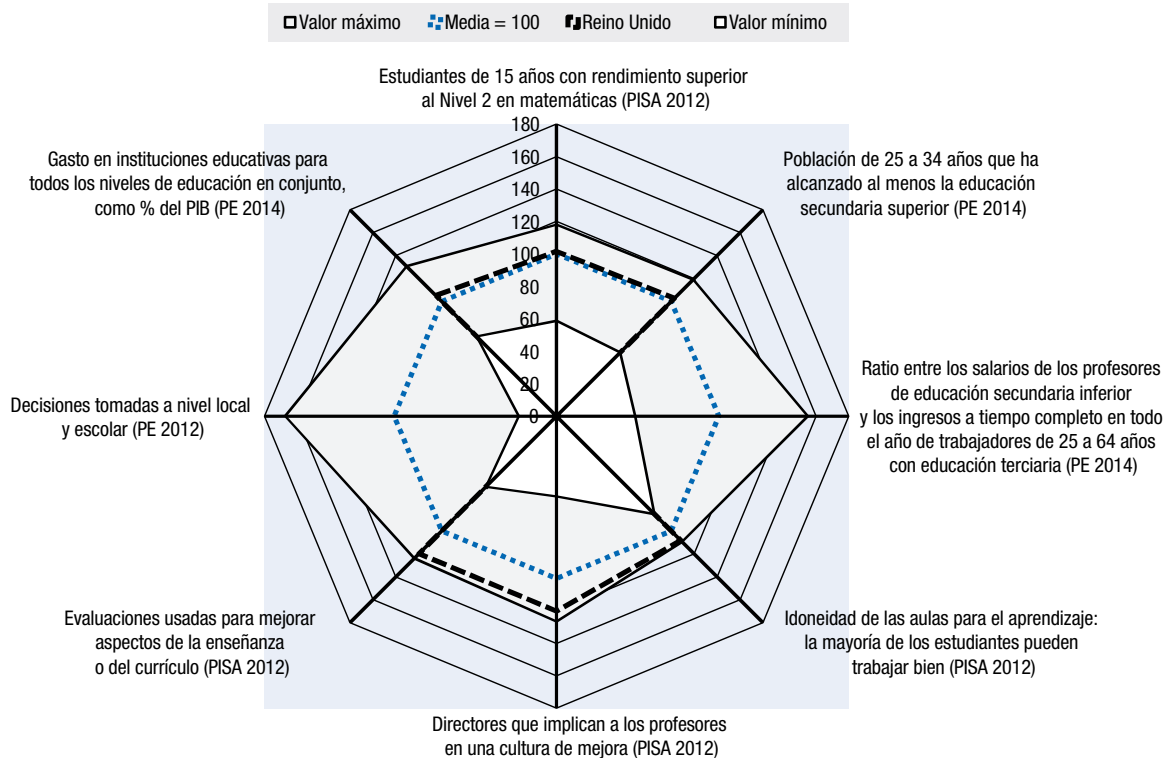 Valor máximo Media = 100 Reino Unido Valor mínimo
Estudiantes de 15 años con rendimiento superior
al Nivel 2 en matemáticas (PISA 2012)
Gasto en instituciones educativas para
todos los niveles de educación en conjunto,
como % del PIB (PE 2014)
Población de 25 a 34 años que ha
alcanzado al menos la educación
secundaria superior (PE 2014)
180
160
140
120
100
80
60
40
20
0
Decisiones tomadas a nivel local
y escolar (PE 2012)
Ratio entre los salarios de los profesores
de educación secundaria inferior
y los ingresos a tiempo completo en todo
el año de trabajadores de 25 a 64 años
con educación terciaria (PE 2014)
Evaluaciones usadas para mejorar
aspectos de la enseñanza
o del currículo (PISA 2012)
Idoneidad de las aulas para el aprendizaje:
la mayoría de los estudiantes pueden
trabajar bien (PISA 2012)
Directores que implican a los profesores
en una cultura de mejora (PISA 2012)